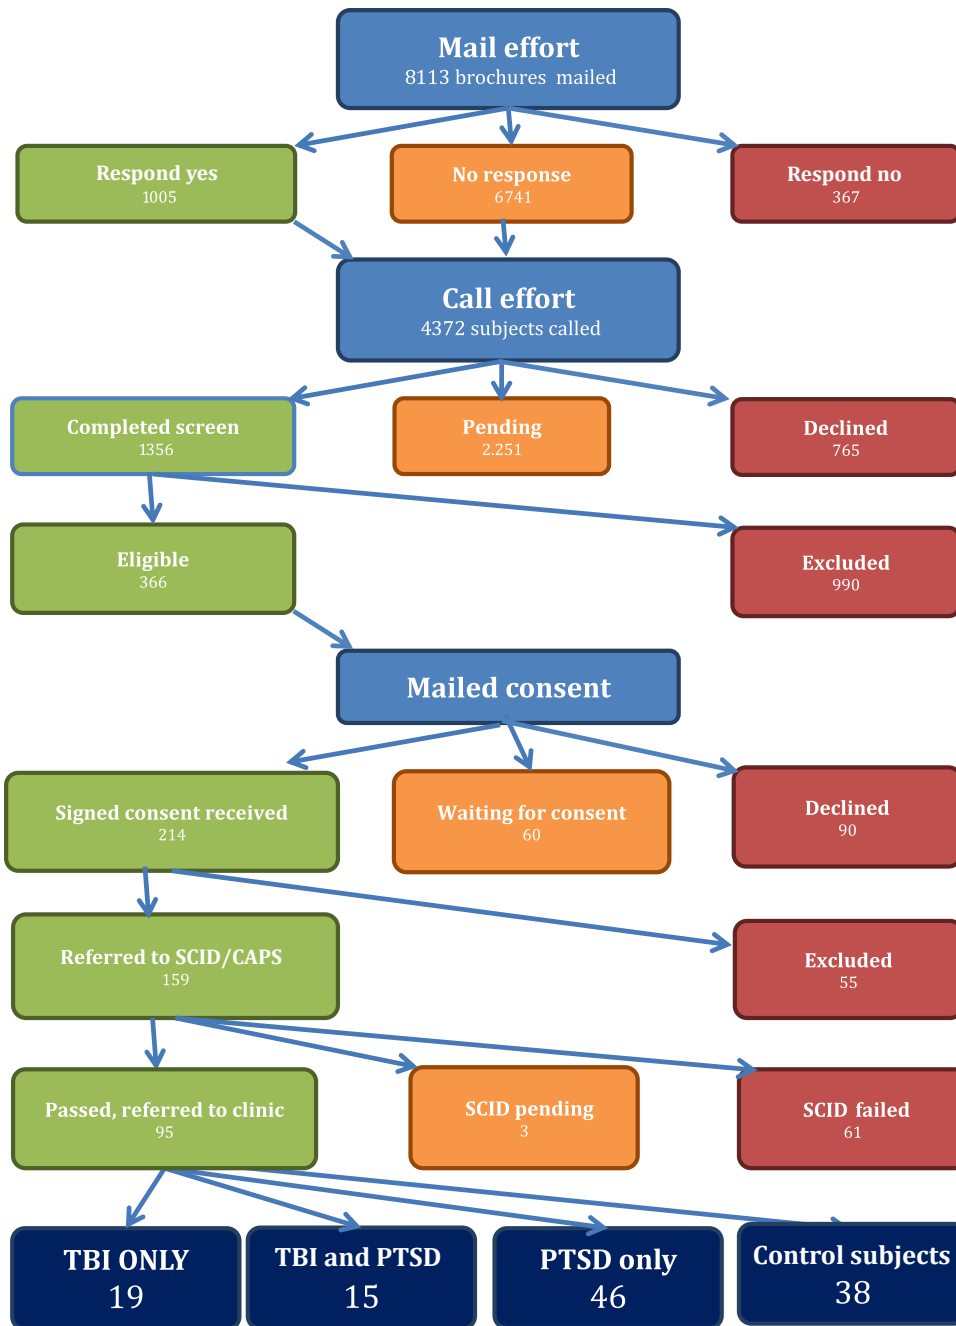 Mail effort
8113 brochures mailed
Respond yes
1005
No response
6741
Respond no
367
Call effort
4372 subjects called
Completed screen
1356
Pending
2.251
Declined
765
Eligible
366
Excluded
990
Mailed consent
Signed consent received
214
Waiting for consent
60
Declined
90
Referred to SCID/CAPS
159
Excluded
55
Passed, referred to clinic
95
SCID pending
3
SCID failed
61
TBI ONLY
19
TBI and PTSD
15
PTSD only
46
Control subjects
38